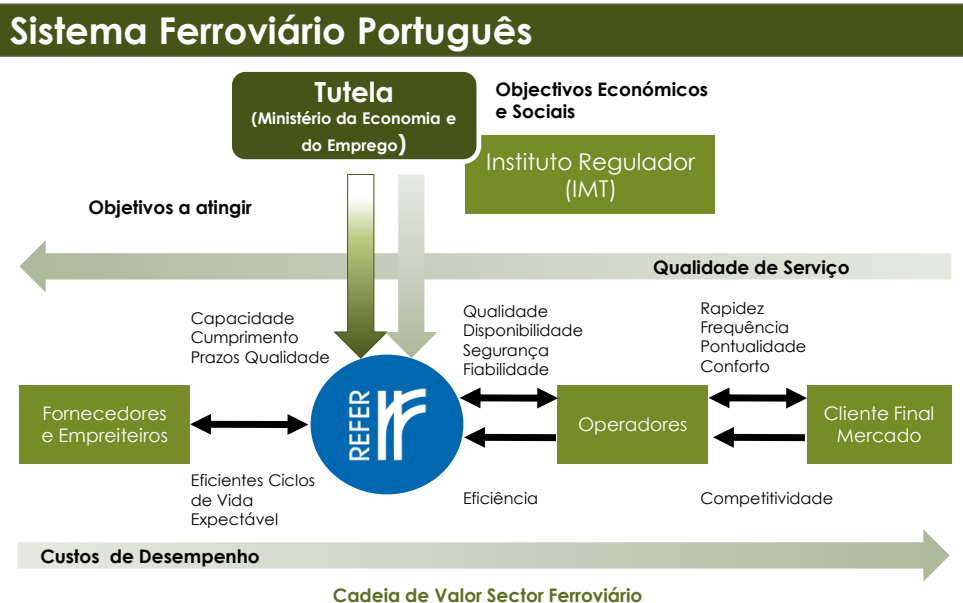 Sistema Ferroviário Português
Tutela
(Ministério da Economia e
do Emprego)
Objectivos Económicos
e Sociais
Instituto Regulador
(IMT)
Objetivos a atingir
Qualidade de Serviço
Capacidade
Cumprimento
Prazos Qualidade
Qualidade
Disponibilidade
Segurança
Fiabilidade
Rapidez
Frequência
Pontualidade
Conforto
Fornecedores
e Empreiteiros
REFER
Operadores
Cliente Final
Mercado
Eficientes Ciclos
de Vida
Expectável
Eficiência
Competitividade
Custos de Desempenho
Cadeia de Valor Sector Ferroviário